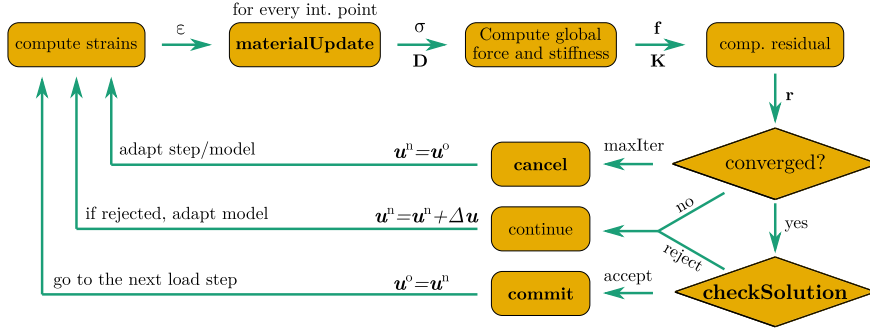 for every int. point
compute strains
ε
materialUpdate
σ
D
Compute global
force and stiffness
f
K
comp. residual
r
adapt step/model
uⁿ=uᵒ
cancel
maxIter
converged?
if rejected, adapt model
uⁿ=uⁿ+Δu
continue
no
yes
reject
go to the next load step
uᵒ=uⁿ
commit
accept
checkSolution